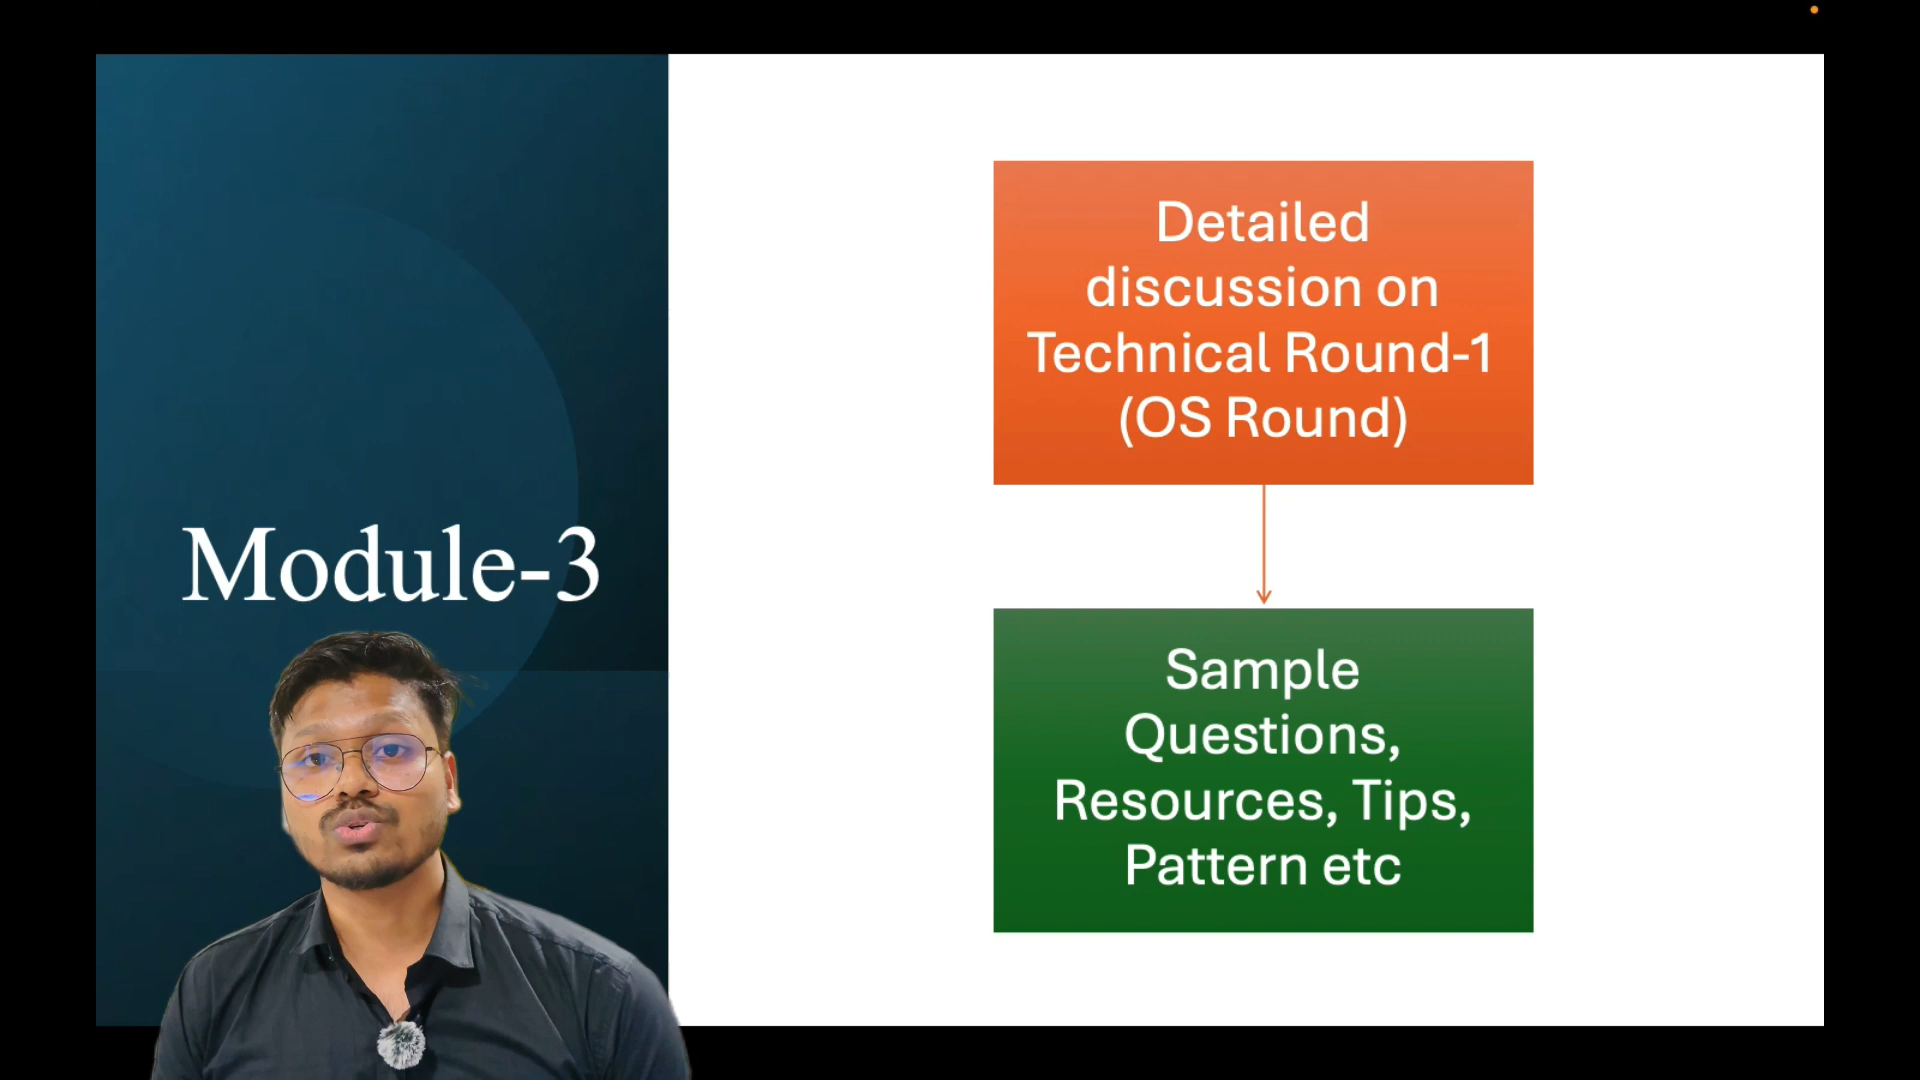 Module-3
Detailed
discussion on
Technical Round-1
(OS Round)
Sample
Questions,
Resources, Tips,
Pattern etc